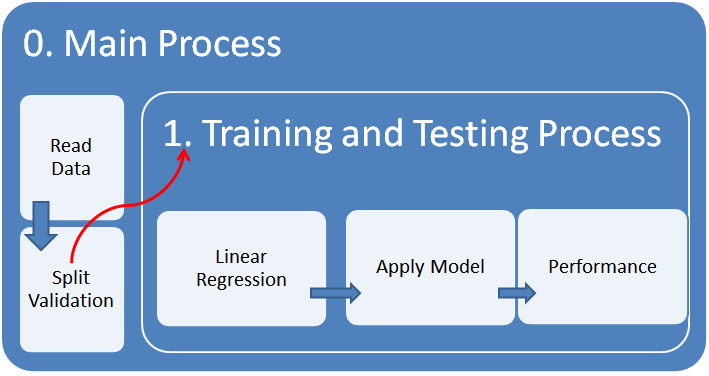 0. Main Process
Read
Data
Split
Validation
1. Training and Testing Process
Linear
Regression
Apply Model
Performance